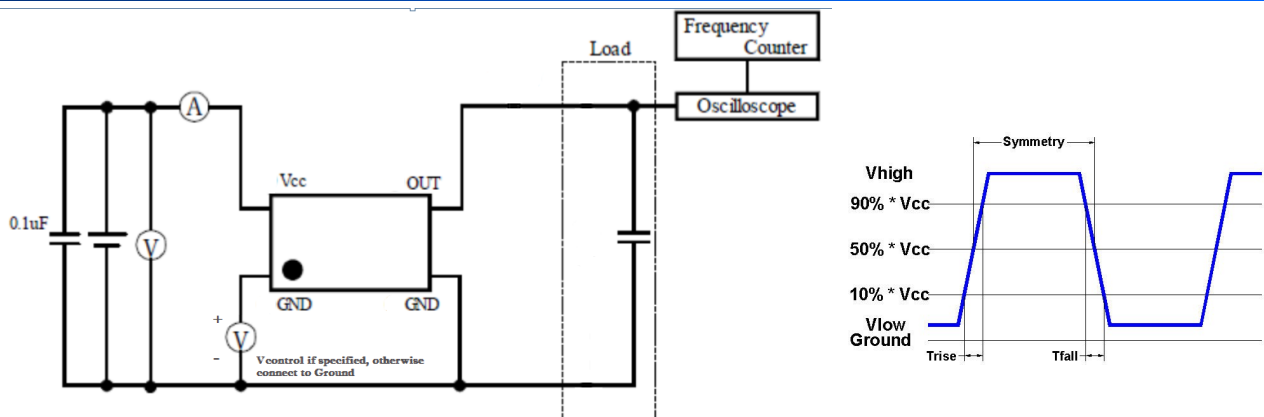 Frequency
Counter
Load
Oscilloscope
A
Vcc
OUT
0.1uF
V
GND
GND
+
V
-
Vcontrol if specified, otherwise
connect to Ground
Symmetry
Vhigh
90% * Vcc
50% * Vcc
10% * Vcc
Vlow
Ground
Trise
Tfall